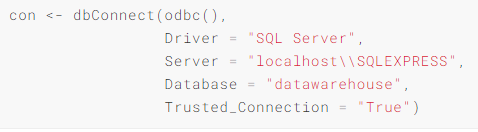 con <- dbConnect(odbc(),
Driver = "SQL Server",
Server = "localhost\\SQLEXPRESS",
Database = "datawarehouse",
Trusted_Connection = "True")